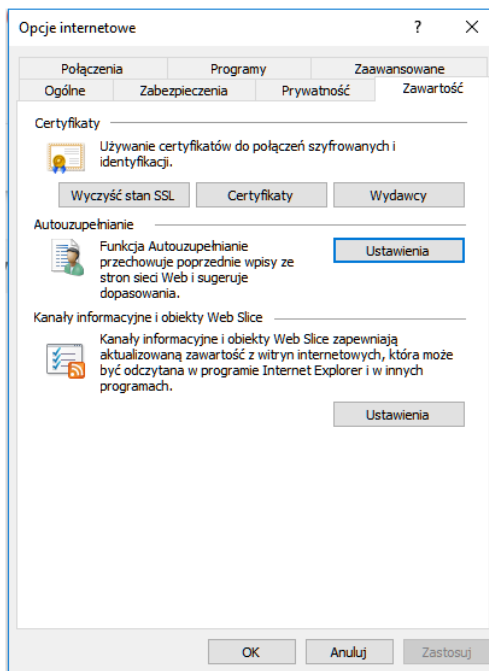 Opcje internetowe
?
Połączenia Programy Zaawansowane
Ogólne Zabezpieczenia Prywatność Zawartość
Certyfikaty
Używanie certyfikatów do połączeń szyfrowanych i
identyfikacji.
Wyczyść stan SSL Certyfikaty Wydawcy
Autouzupełnianie
Funkcja Autouzupełnianie
przechowuje poprzednie wpisy ze
stron sieci Web i sugeruje
dopasowania.
Ustawienia
Kanały informacyjne i obiekty Web Slice
Kanały informacyjne i obiekty Web Slice zapewniają
aktualizowaną zawartość z witryn internetowych, która może
być odczytana w programie Internet Explorer i w innych
programach.
Ustawienia
OK Anuluj Zastosuj